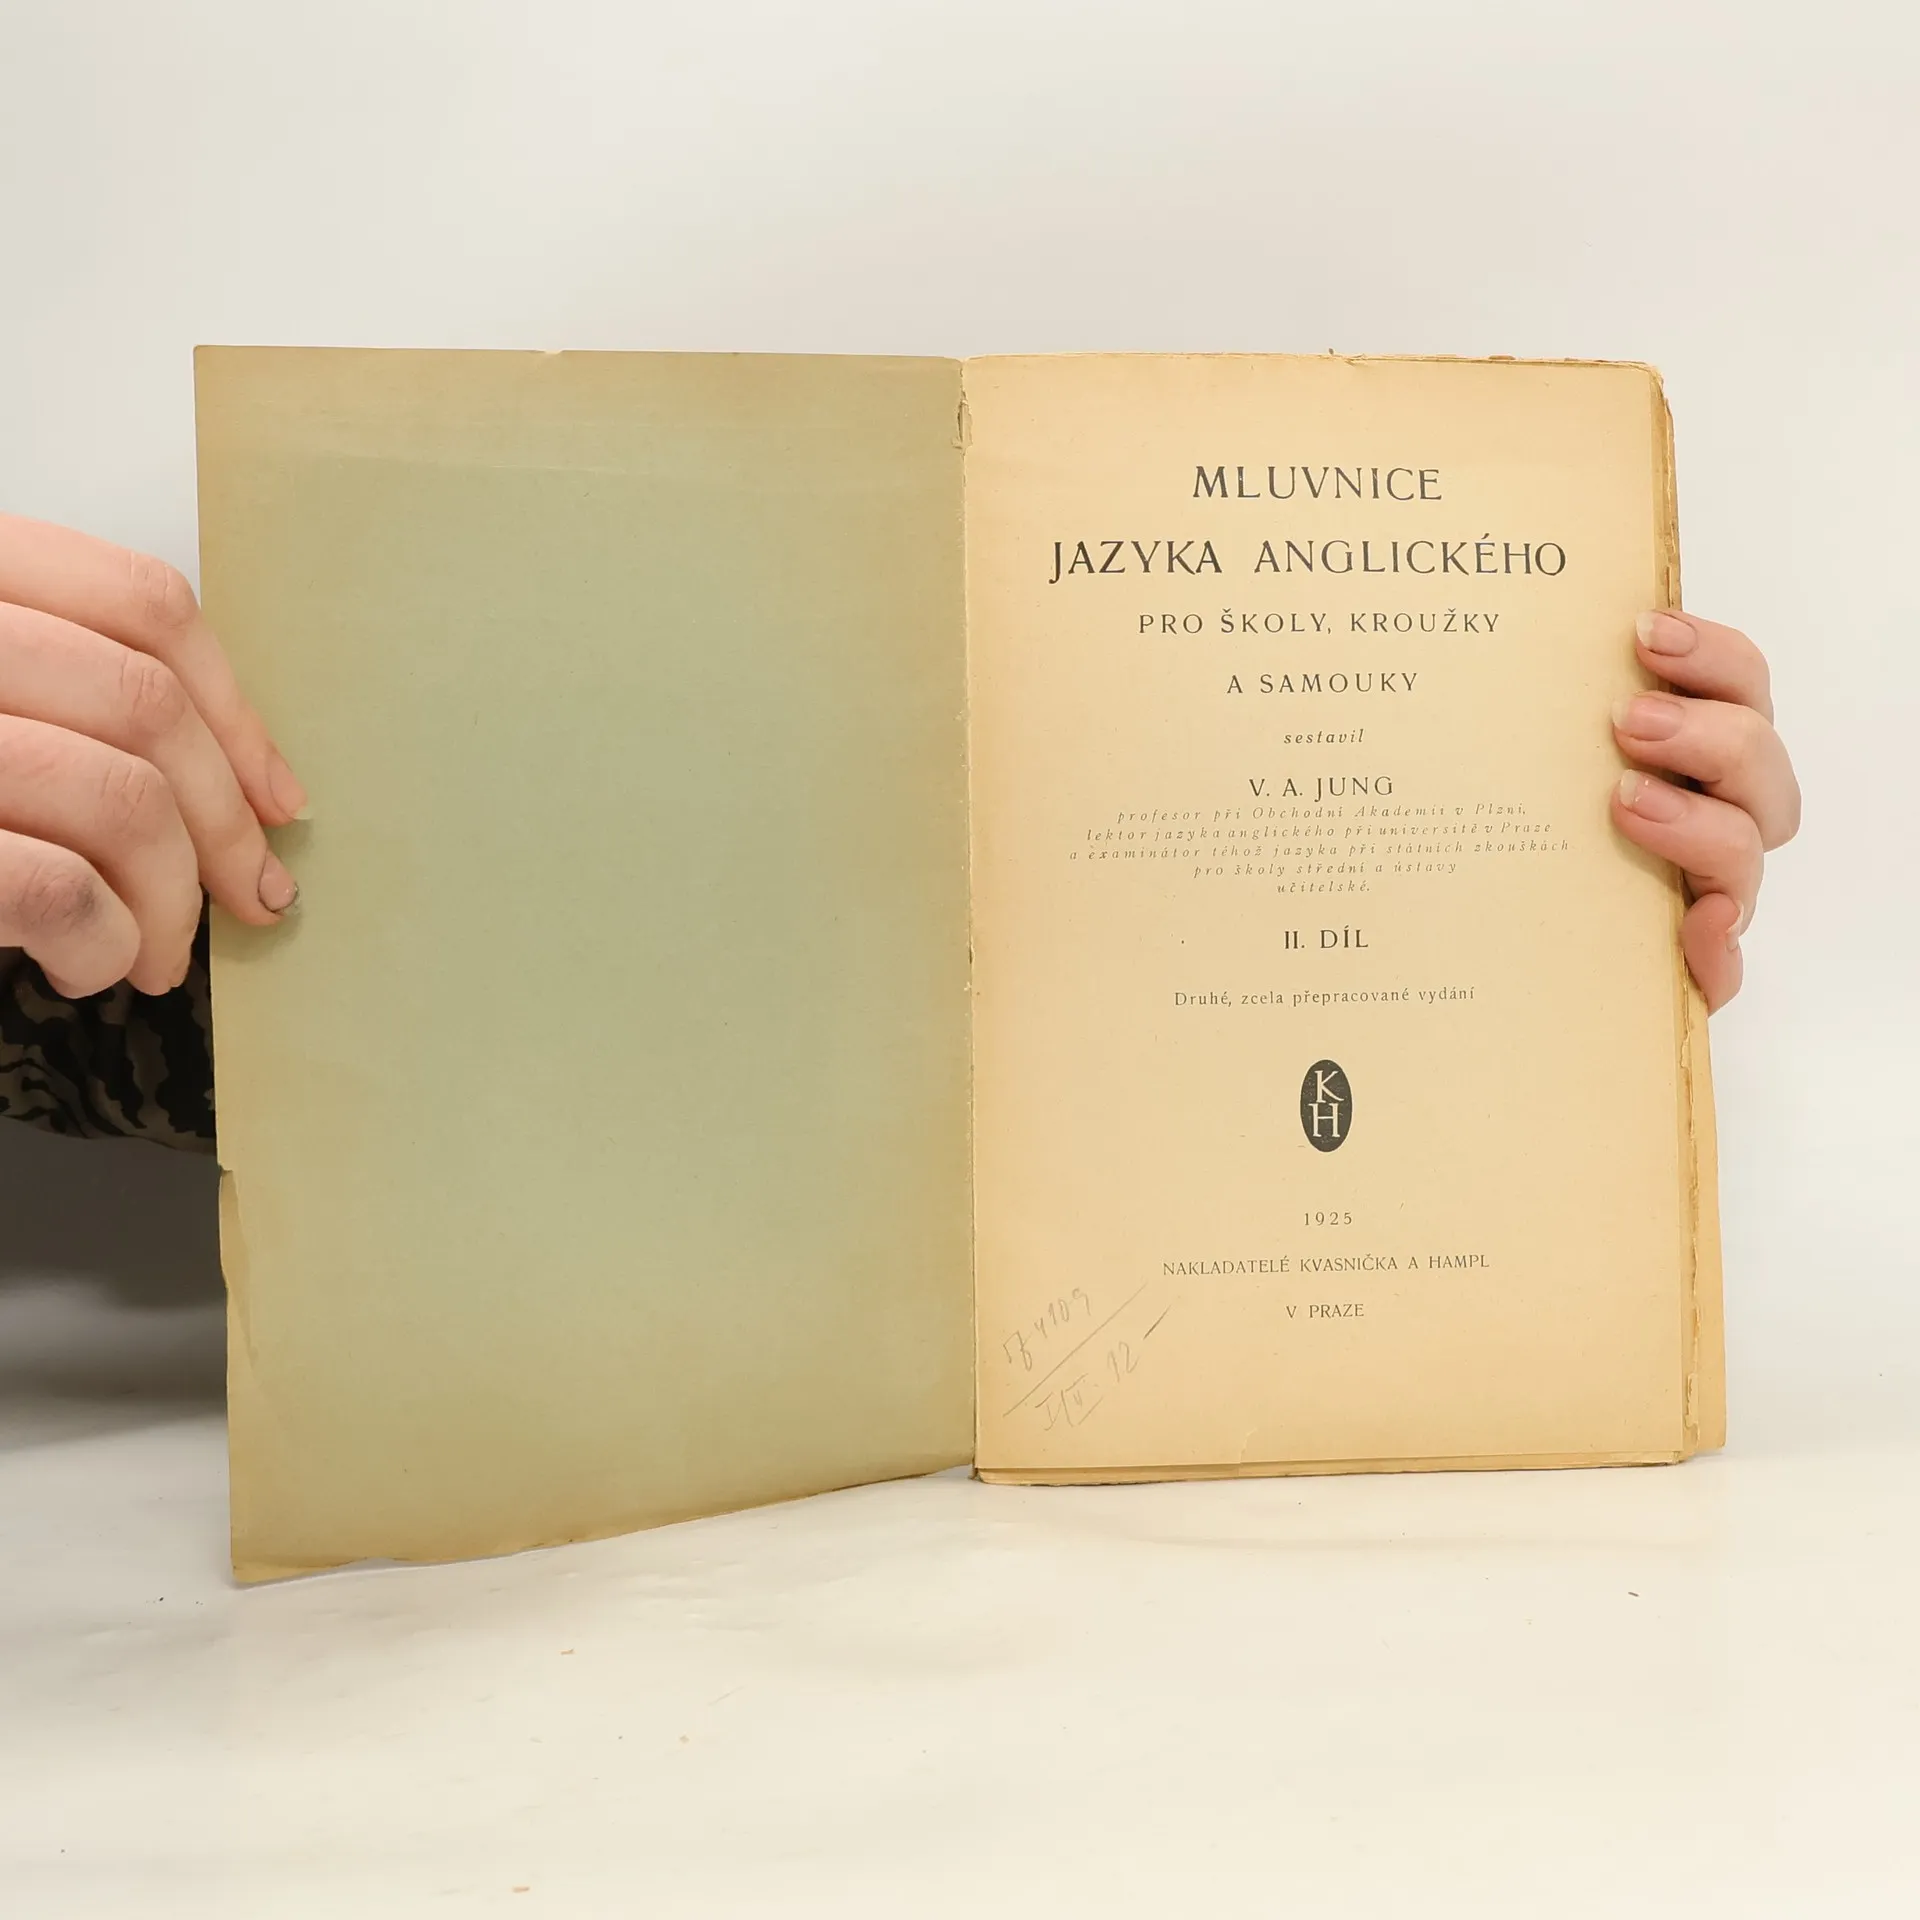 MLUVNICE
JAZYKA ANGLICKÉHO
PRO ŠKOLY, KROUŽKY
A SAMOUKY
sestavil
V. A. JUNG
profesor při Obchodní Akademii v Plzni,
lektor jazyka anglického při universitě v Praze
a examinátor téhož jazyka při státních zkouškách
pro školy střední a ústavy
učitelské.
II. DÍL
Druhé, zcela přepracované vydání
K
H
1925
NAKLADATELÉ KVASNIČKA A HAMPL
V PRAZE
I/II. 12